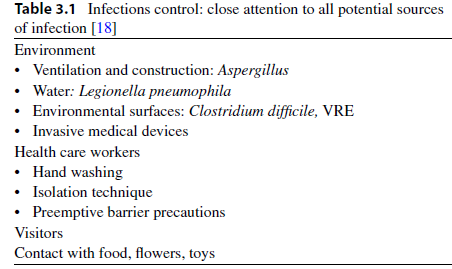 Table 3.1 Infections control: close attention to all potential sources
of infection [18]
Environment
• Ventilation and construction: Aspergillus
• Water: Legionella pneumophila
• Environmental surfaces: Clostridium difficile, VRE
• Invasive medical devices
Health care workers
• Hand washing
• Isolation technique
• Preemptive barrier precautions
Visitors
Contact with food, flowers, toys